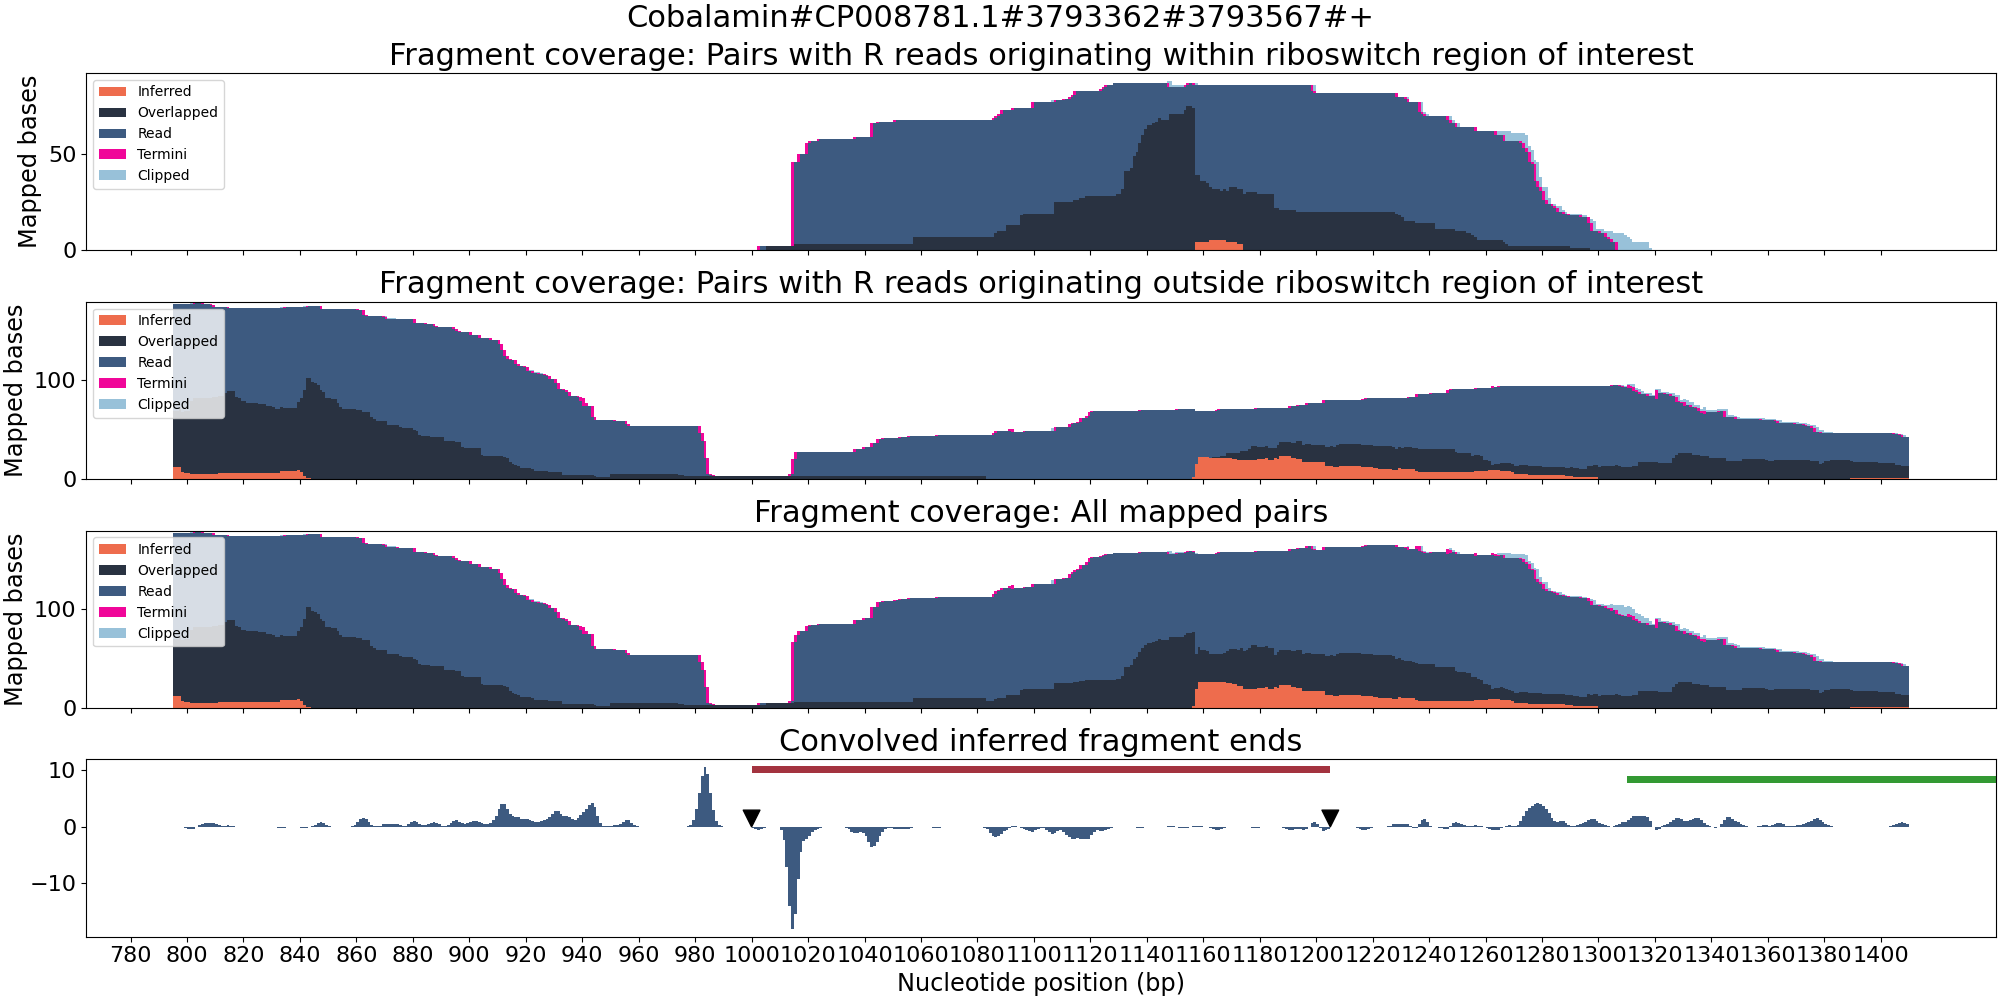 Cobalamin#CP008781.1#3793362#3793567#+
Fragment coverage: Pairs with R reads originating within riboswitch region of interest
Mapped bases
50
0
Inferred
Overlapped
Read
Termini
Clipped
Fragment coverage: Pairs with R reads originating outside riboswitch region of interest
Mapped bases
100
0
Inferred
Overlapped
Read
Termini
Clipped
Fragment coverage: All mapped pairs
Mapped bases
100
0
Inferred
Overlapped
Read
Termini
Clipped
Convolved inferred fragment ends
10
0
−10
780 800 820 840 860 880 900 920 940 960 980 1000 1020 1040 1060 1080 1100 1120 1140 1160 1180 1200 1220 1240 1260 1280 1300 1320 1340 1360 1380 1400
Nucleotide position (bp)